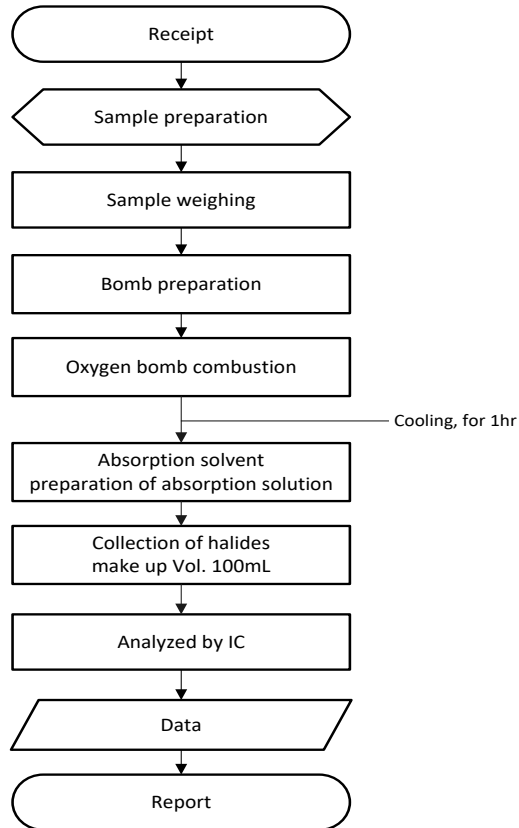 Receipt
Sample preparation
Sample weighing
Bomb preparation
Oxygen bomb combustion
Cooling, for 1hr
Absorption solvent
preparation of absorption solution
Collection of halides
make up Vol. 100mL
Analyzed by IC
Data
Report